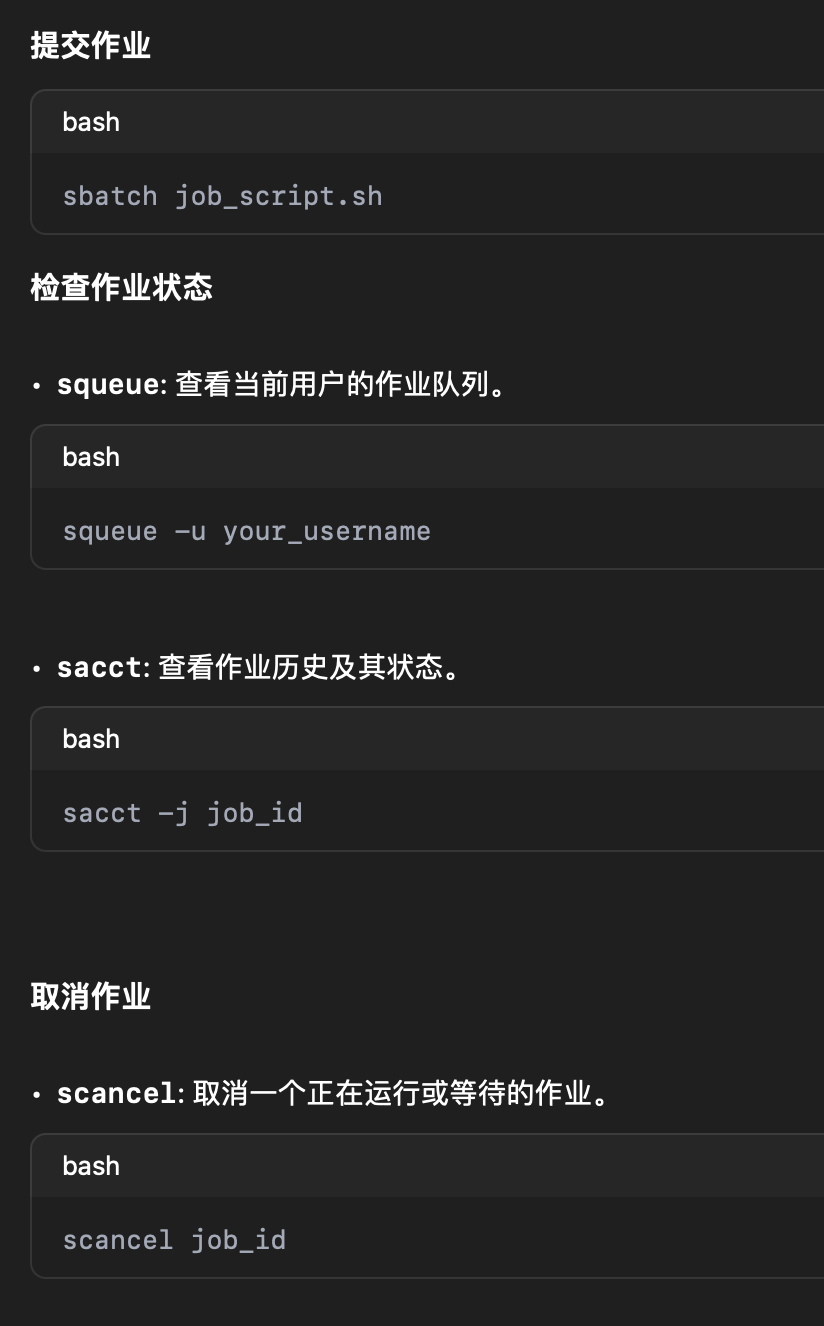 提交作业
bash
sbatch job_script.sh
检查作业状态
• squeue: 查看当前用户的作业队列。
bash
squeue -u your_username
• sacct: 查看作业历史及其状态。
bash
sacct -j job_id
取消作业
• scancel: 取消一个正在运行或等待的作业。
bash
scancel job_id